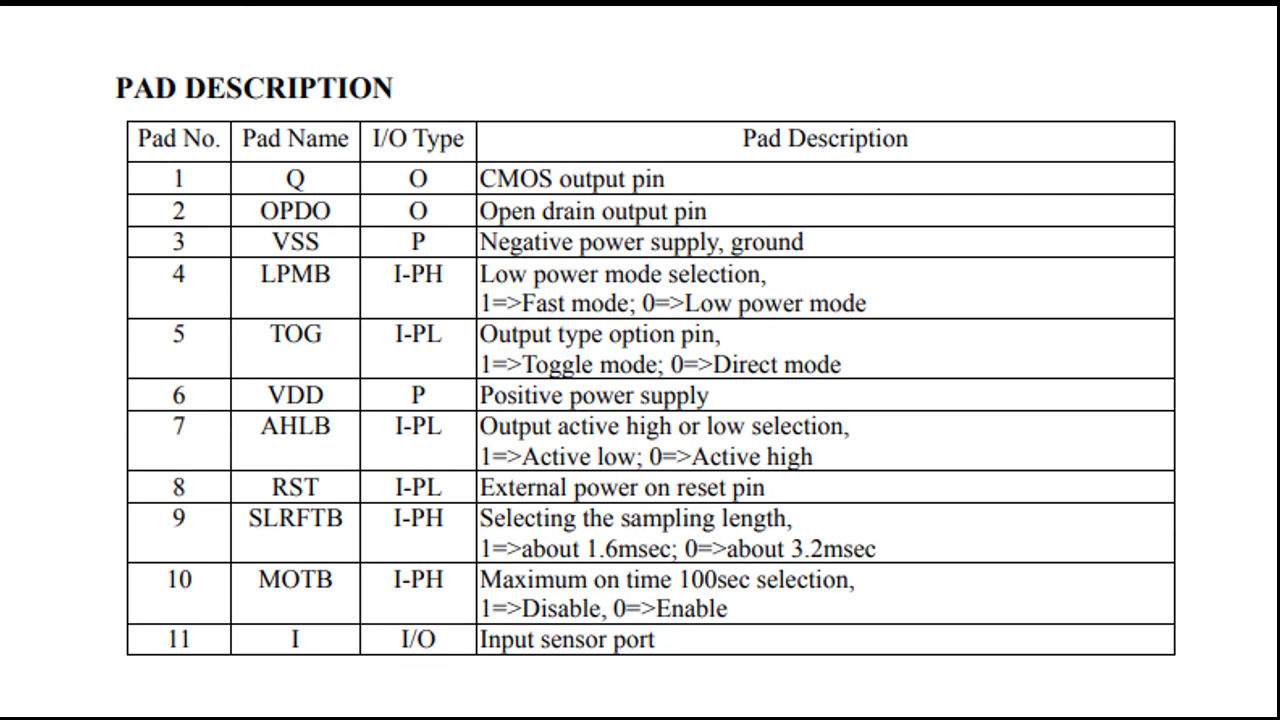 PAD DESCRIPTION
Pad No. Pad Name I/O Type Pad Description
1 Q O CMOS output pin
2 OPDO O Open drain output pin
3 VSS P Negative power supply, ground
4 LPMB I-PH Low power mode selection,
1=>Fast mode; 0=>Low power mode
5 TOG I-PL Output type option pin,
1=>Toggle mode; 0=>Direct mode
6 VDD P Positive power supply
7 AHLB I-PL Output active high or low selection,
1=>Active low; 0=>Active high
8 RST I-PL External power on reset pin
9 SLRFTB I-PH Selecting the sampling length,
1=>about 1.6msec; 0=>about 3.2msec
10 MOTB I-PH Maximum on time 100sec selection,
1=>Disable, 0=>Enable
11 I I/O Input sensor port